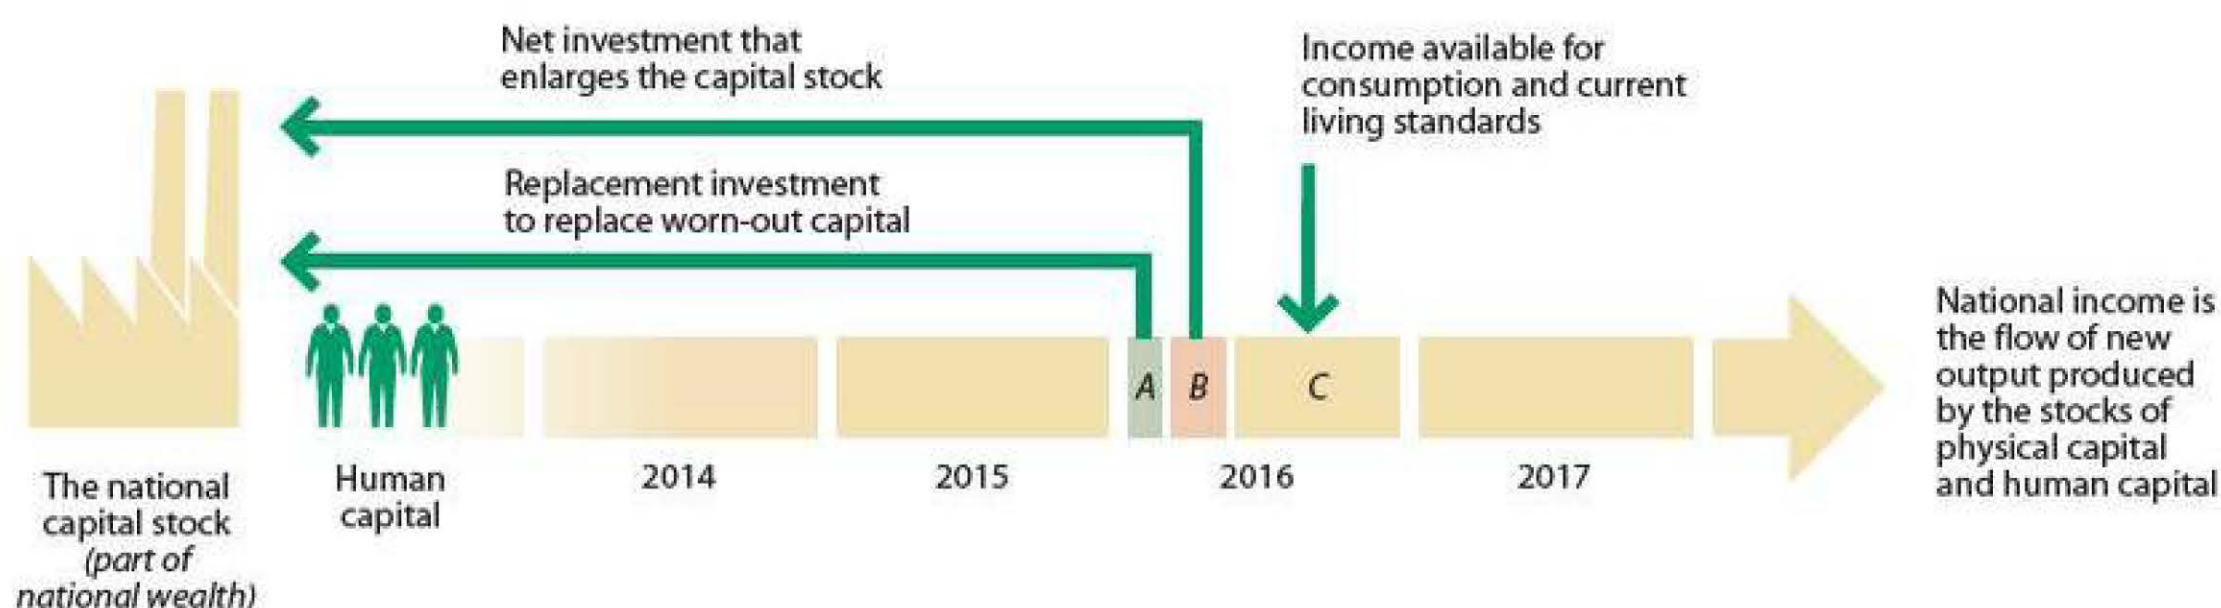 Net investment that
enlarges the capital stock
Income available for
consumption and current
living standards
Replacement investment
to replace worn-out capital
A
B
C
National income is
the flow of new
output produced
by the stocks of
physical capital
and human capital
The national
capital stock
(part of
national wealth)
Human
capital
2014
2015
2016
2017